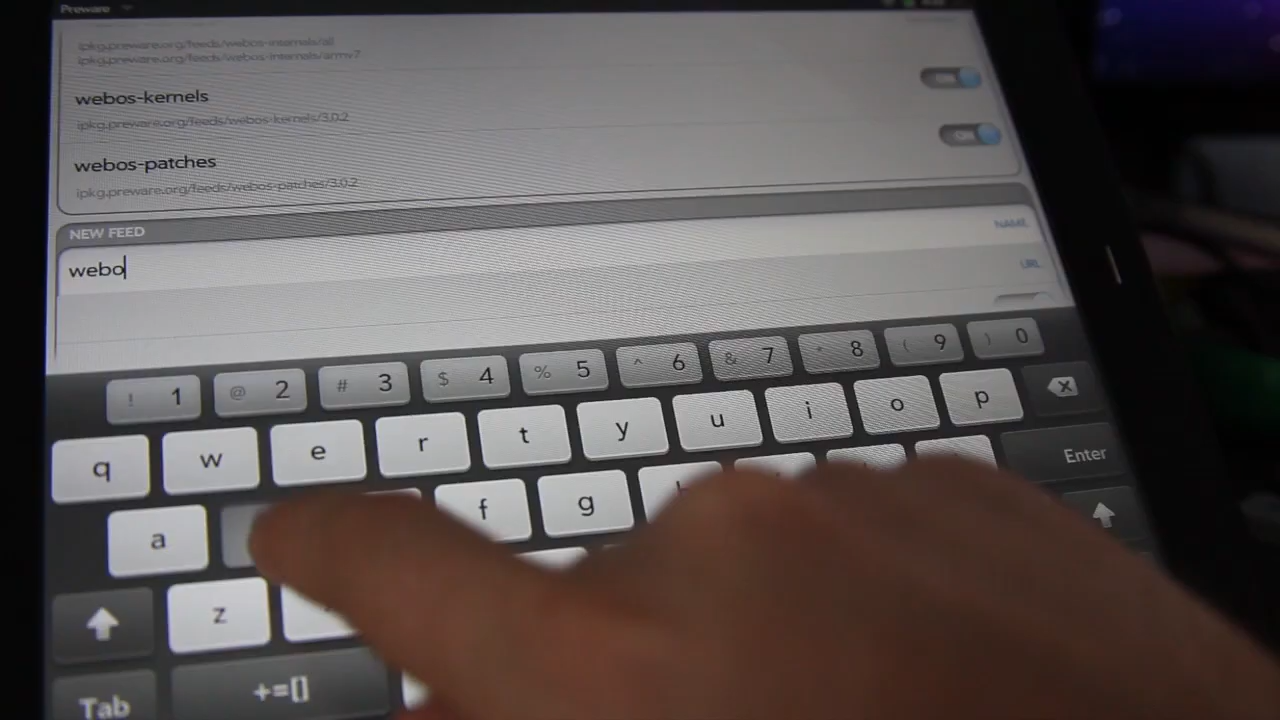 Preware
ipkg.preware.org/feeds/webos-internals/all
ipkg.preware.org/feeds/webos-internals/armv7
webos-kernels
ON
ipkg.preware.org/feeds/webos-kernels/3.0.2
webos-patches
ON
ipkg.preware.org/feeds/webos-patches/3.0.2
NEW FEED
NAME
webo
URL
! 1 @ 2 # 3 $ 4 % 5 ^ 6 & 7 * 8 ( 9 ) 0
q w e r t y u i o p
a f g Enter
z
Tab +=[]